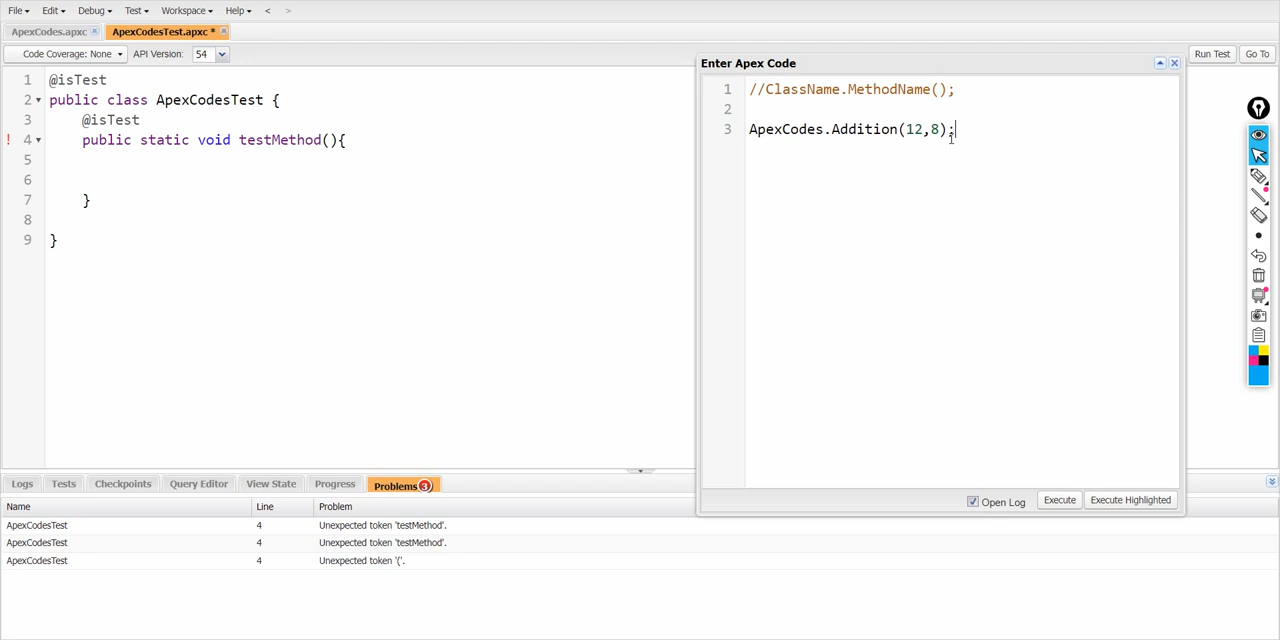 File Edit Debug Test Workspace Help < >
ApexCodes.apxc ApexCodesTest.apxc *
Code Coverage: None API Version: 54 Run Test Go To
1 @isTest
2 public class ApexCodesTest {
3 @isTest
! 4 public static void testMethod(){
5
6
7 }
8
9 }
Enter Apex Code
1 //ClassName.MethodName();
2
3 ApexCodes.Addition(12,8);
Open Log Execute Execute Highlighted
Logs Tests Checkpoints Query Editor View State Progress Problems 3
Name Line Problem
ApexCodesTest 4 Unexpected token 'testMethod'.
ApexCodesTest 4 Unexpected token 'testMethod'.
ApexCodesTest 4 Unexpected token '('.